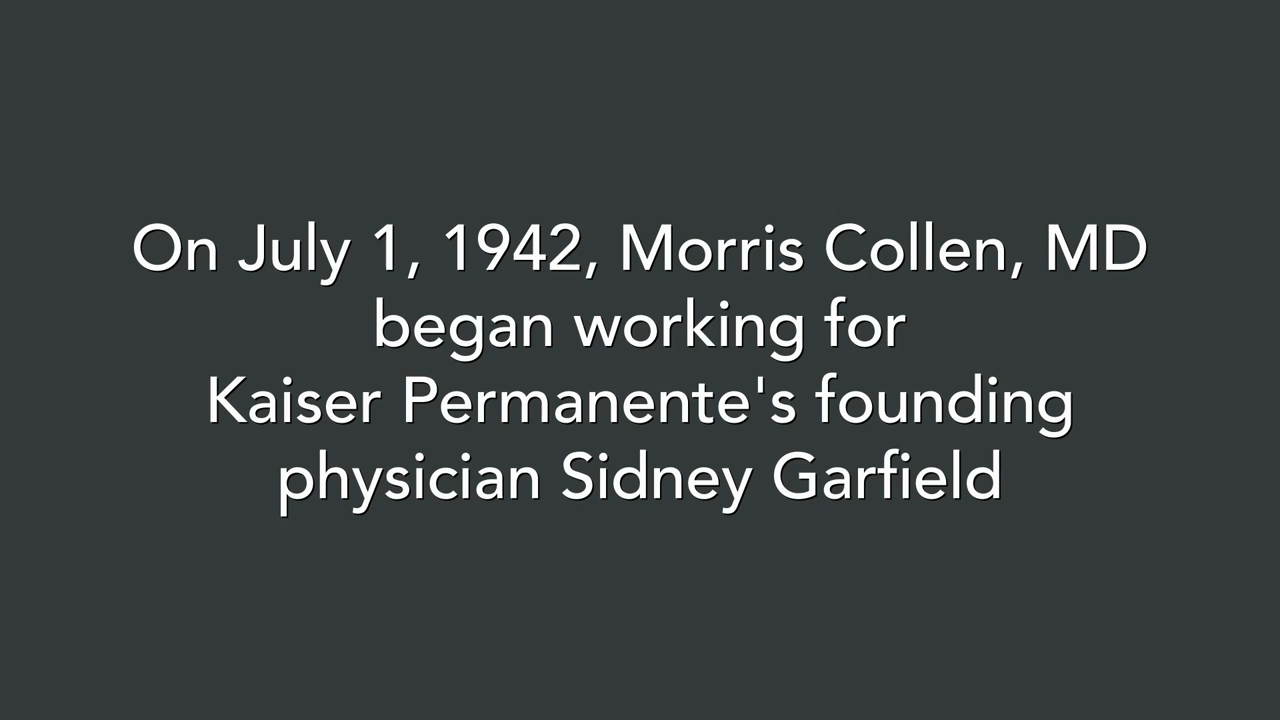 On July 1, 1942, Morris Collen, MD
began working for
Kaiser Permanente's founding
physician Sidney Garfield